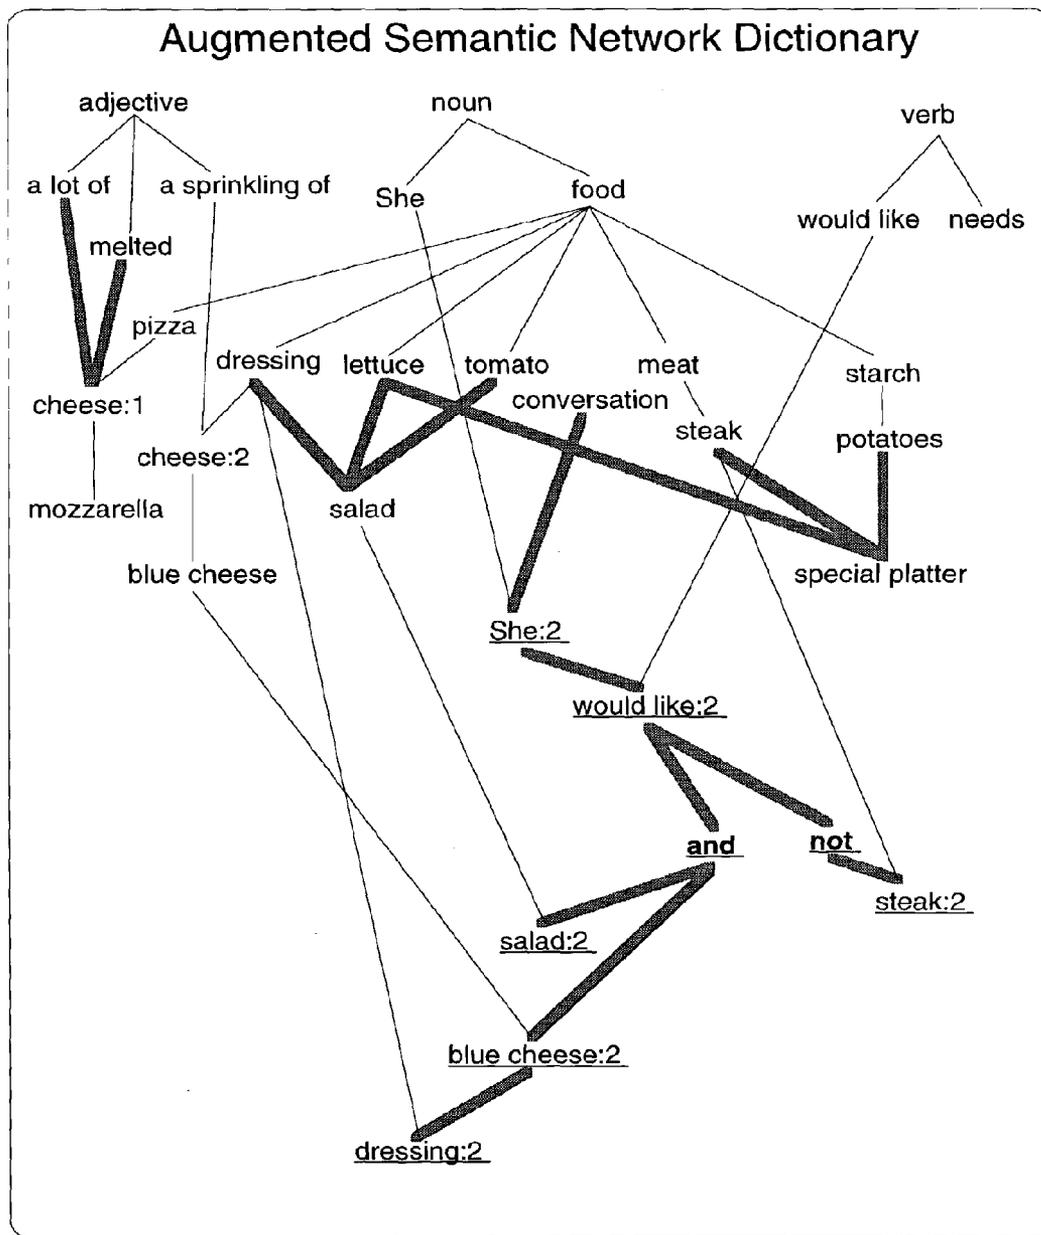 Augmented Semantic Network Dictionary
adjective
noun
verb
a lot of
a sprinkling of
She
food
would like
needs
melted
pizza
dressing
lettuce
tomato
meat
starch
cheese:1
conversation
steak
potatoes
cheese:2
mozzarella
salad
blue cheese
special platter
She:2
would like:2
and
not
steak:2
salad:2
blue cheese:2
dressing:2